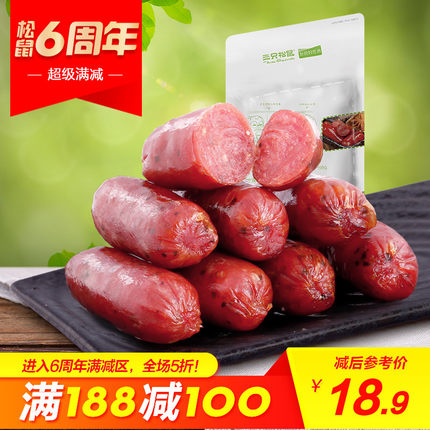 松鼠6周年
超级满减
三只松鼠
进入6周年满减区，全场5折！
满188减100
减后参考价
￥18.9